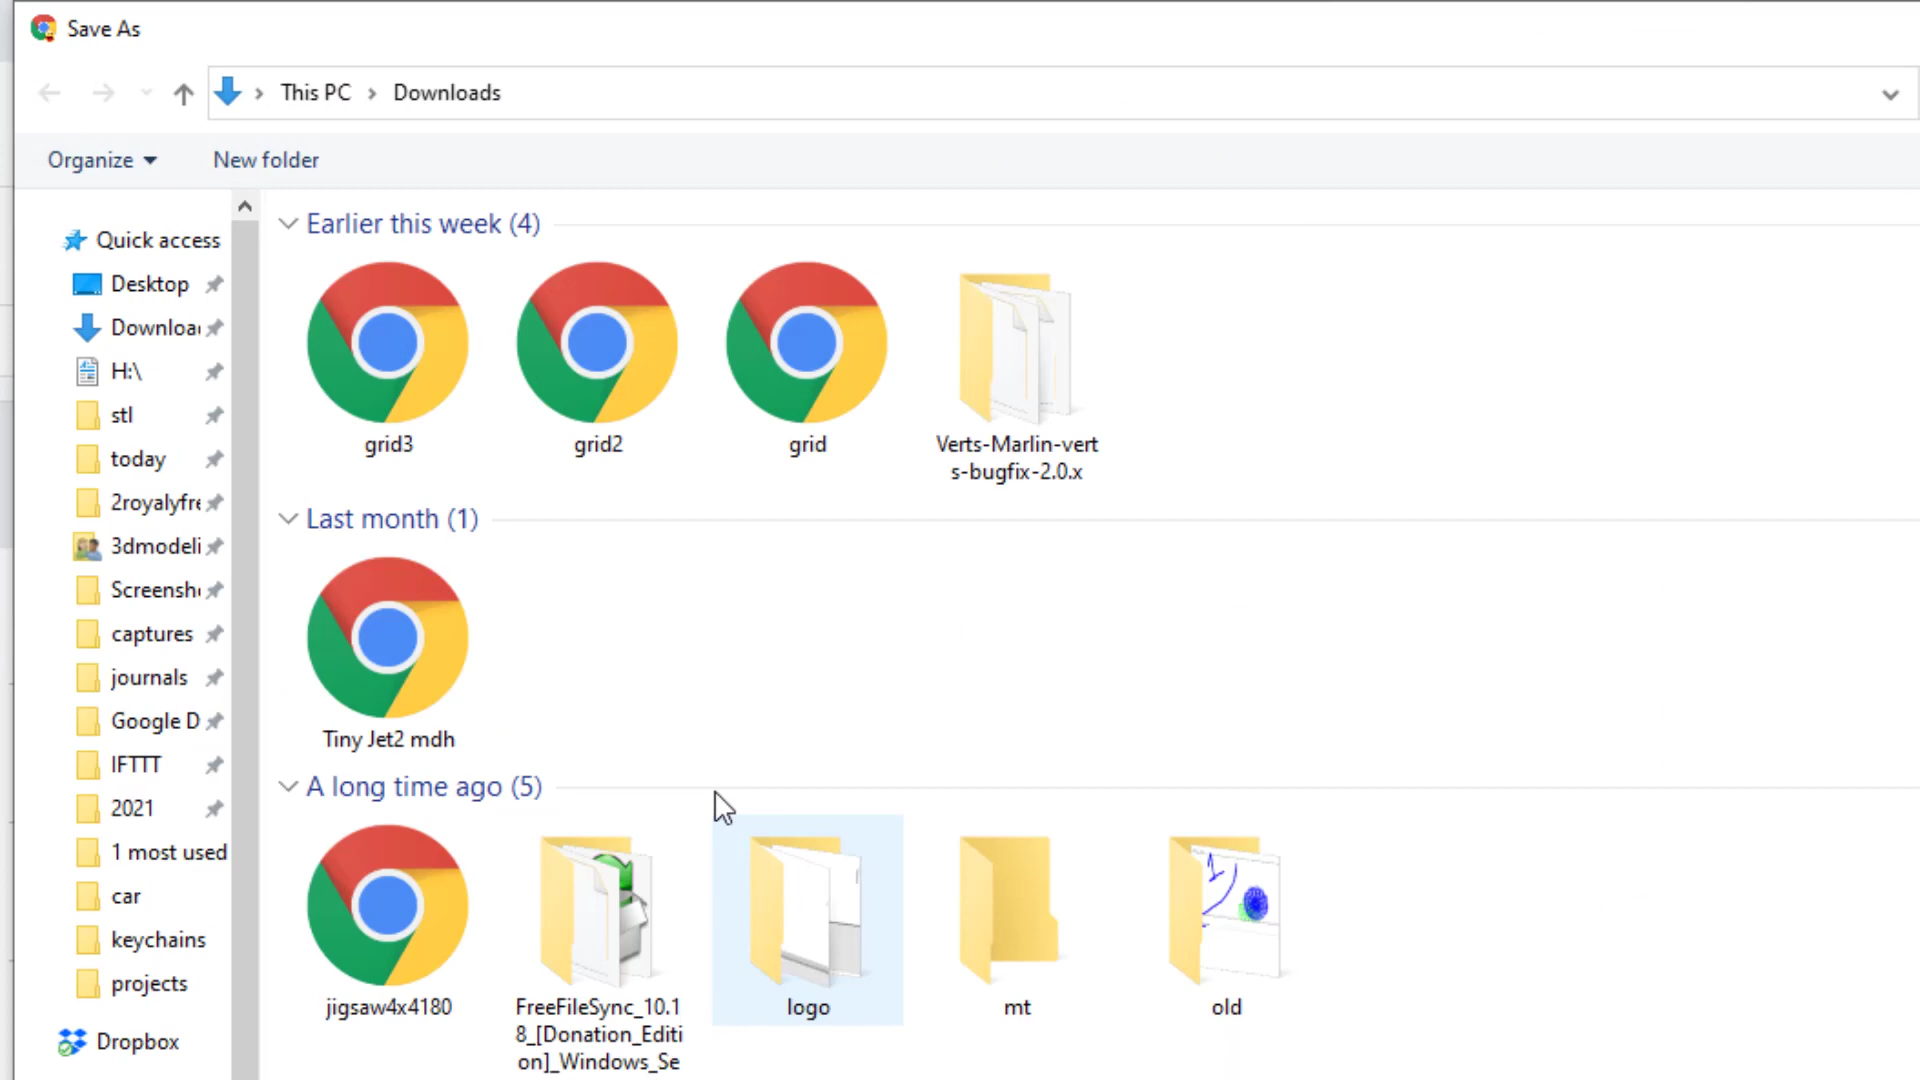 Save As
This PC > Downloads
Organize
New folder
Quick access
Desktop
Downloa
H:\
stl
today
2royalyfre
3dmodeli
Screensh
captures
journals
Google D
IFTTT
2021
1 most used
car
keychains
projects
Dropbox
Earlier this week (4)
grid3
grid2
grid
Verts-Marlin-vert
s-bugfix-2.0.x
Last month (1)
Tiny Jet2 mdh
A long time ago (5)
jigsaw4x4180
FreeFileSync_10.1
8_[Donation_Editi
on]_Windows_Se
logo
mt
old